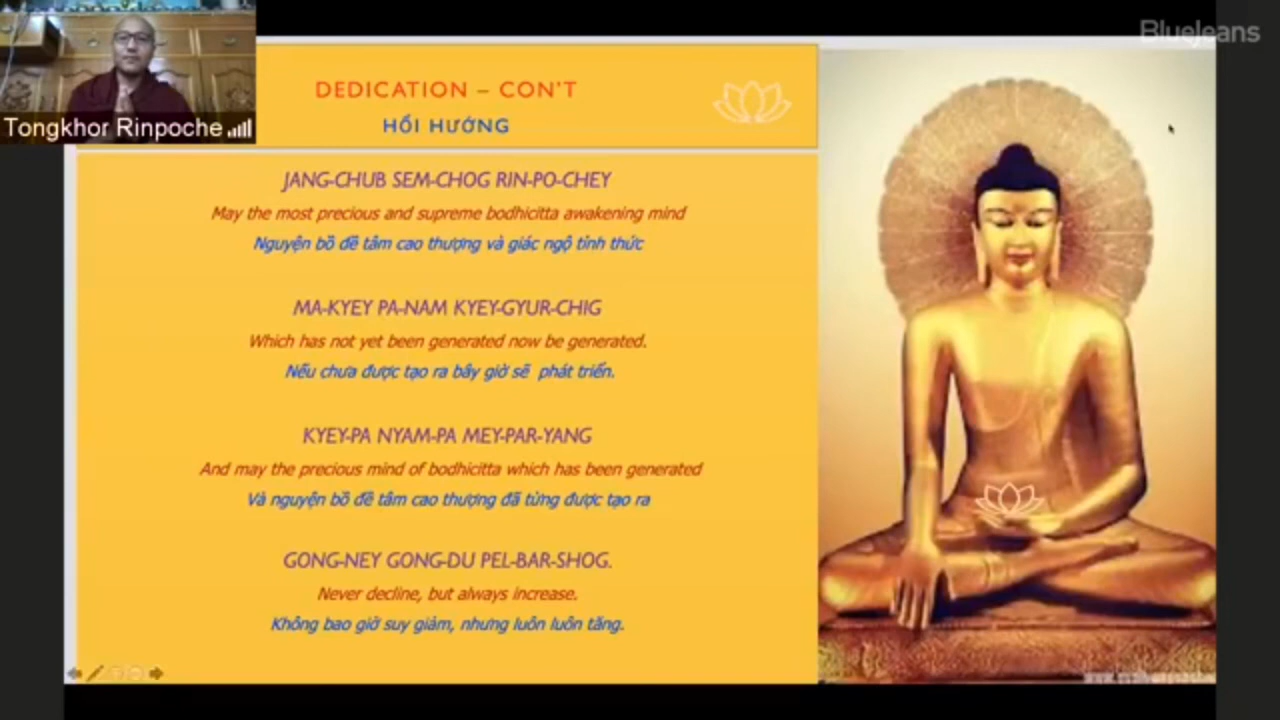 BlueJeans
Tongkhor Rinpoche
DEDICATION – CON'T
HỒI HƯỚNG
JANG-CHUB SEM-CHOG RIN-PO-CHEY
May the most precious and supreme bodhicitta awakening mind
Nguyện bồ đề tâm cao thượng và giác ngộ tỉnh thức
MA-KYEY PA-NAM KYEY-GYUR-CHIG
Which has not yet been generated now be generated.
Nếu chưa được tạo ra bây giờ sẽ phát triển.
KYEY-PA NYAM-PA MEY-PAR-YANG
And may the precious mind of bodhicitta which has been generated
Và nguyện bồ đề tâm cao thượng đã từng được tạo ra
GONG-NEY GONG-DU PEL-BAR-SHOG.
Never decline, but always increase.
Không bao giờ suy giảm, nhưng luôn luôn tăng.